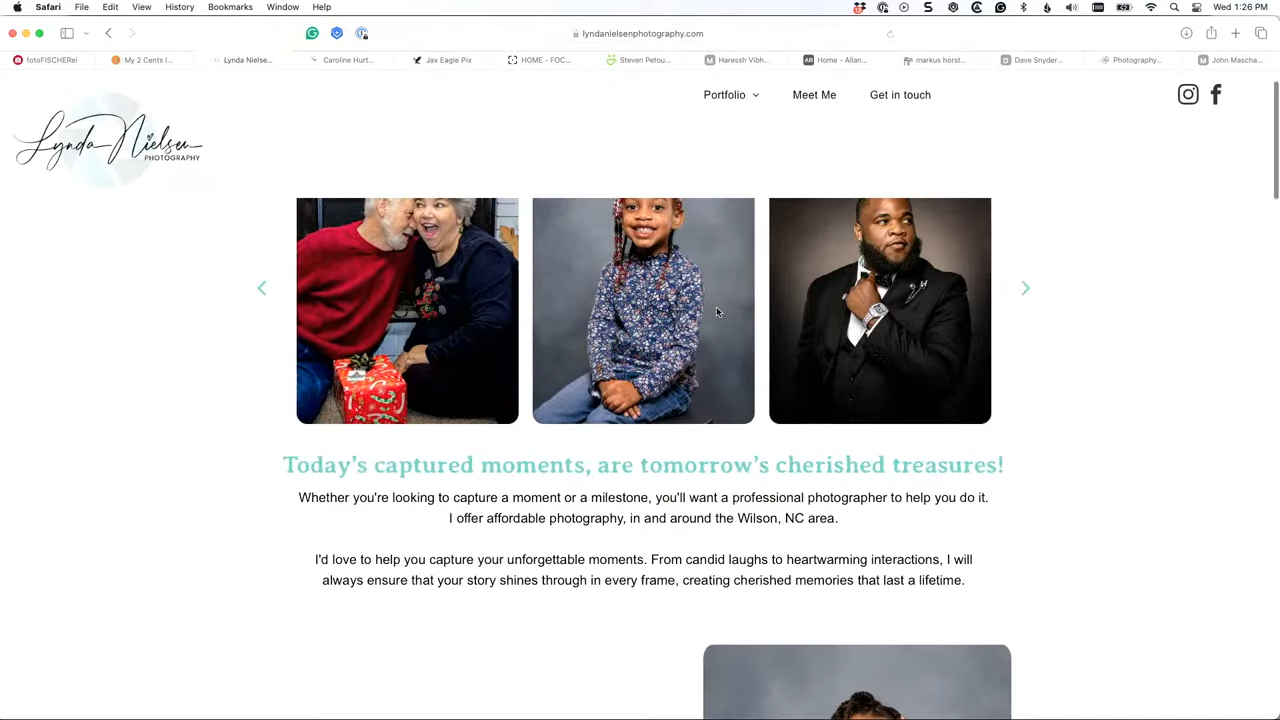 Safari File Edit View History Bookmarks Window Help Wed 1:26 PM
lyndanielsenphotography.com
fotoFISCHERei My 2 Cents I... Lynda Nielse... Caroline Hurt... Jax Eagle Pix HOME - FOC... Steven Petou... Haressh Vibh... Home - Allan... markus hörst... Dave Snyder... Photography... John Mascha...
Portfolio Meet Me Get in touch
Lynda Nielsen
PHOTOGRAPHY
Today's captured moments, are tomorrow's cherished treasures!
Whether you're looking to capture a moment or a milestone, you'll want a professional photographer to help you do it.
I offer affordable photography, in and around the Wilson, NC area.
I'd love to help you capture your unforgettable moments. From candid laughs to heartwarming interactions, I will
always ensure that your story shines through in every frame, creating cherished memories that last a lifetime.